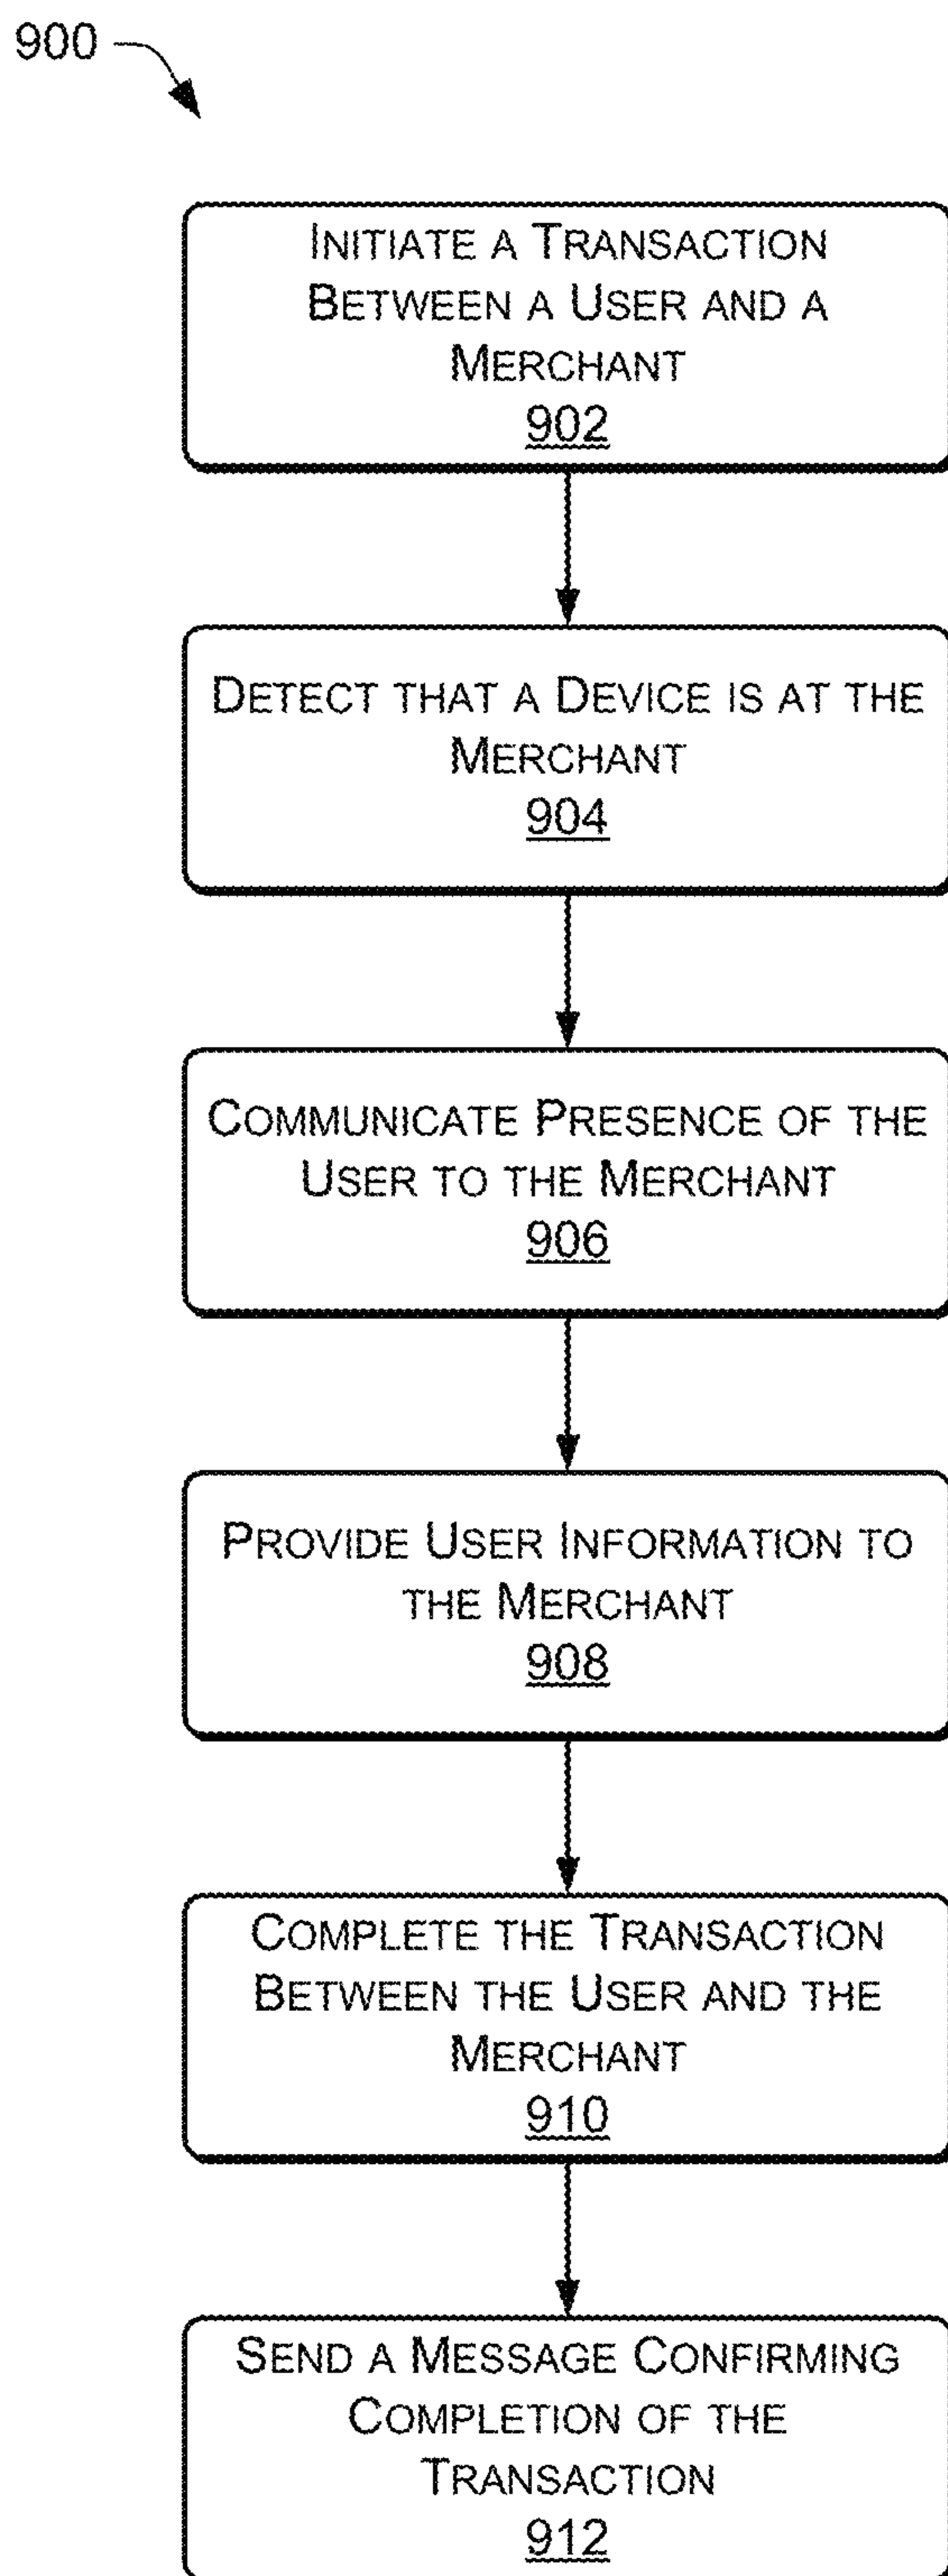 900
INITIATE A TRANSACTION
BETWEEN A USER AND A
MERCHANT
902
DETECT THAT A DEVICE IS AT THE
MERCHANT
904
COMMUNICATE PRESENCE OF THE
USER TO THE MERCHANT
906
PROVIDE USER INFORMATION TO
THE MERCHANT
908
COMPLETE THE TRANSACTION
BETWEEN THE USER AND THE
MERCHANT
910
SEND A MESSAGE CONFIRMING
COMPLETION OF THE
TRANSACTION
912